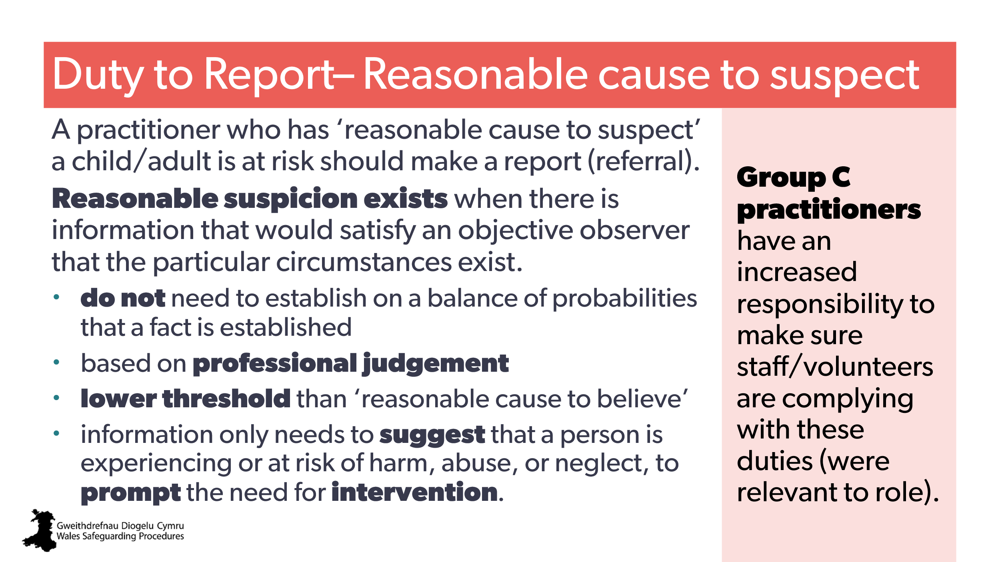 Duty to Report– Reasonable cause to suspect
A practitioner who has ‘reasonable cause to suspect’
a child/adult is at risk should make a report (referral).
Reasonable suspicion exists when there is
information that would satisfy an objective observer
that the particular circumstances exist.
• do not need to establish on a balance of probabilities
that a fact is established
• based on professional judgement
• lower threshold than ‘reasonable cause to believe’
• information only needs to suggest that a person is
experiencing or at risk of harm, abuse, or neglect, to
prompt the need for intervention.
Group C
practitioners
have an
increased
responsibility to
make sure
staff/volunteers
are complying
with these
duties (were
relevant to role).
Gweithdrefnau Diogelu Cymru
Wales Safeguarding Procedures